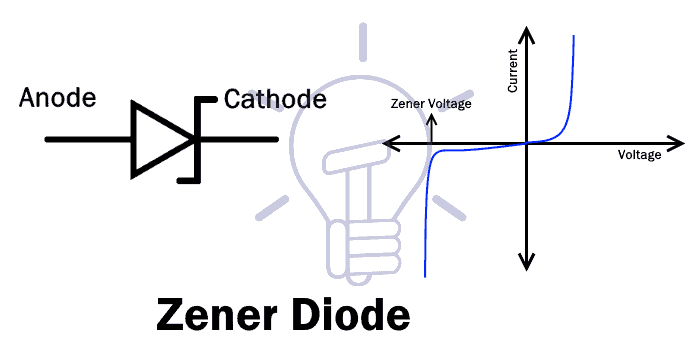 Anode
Cathode
Zener Voltage
Current
Voltage
Zener Diode